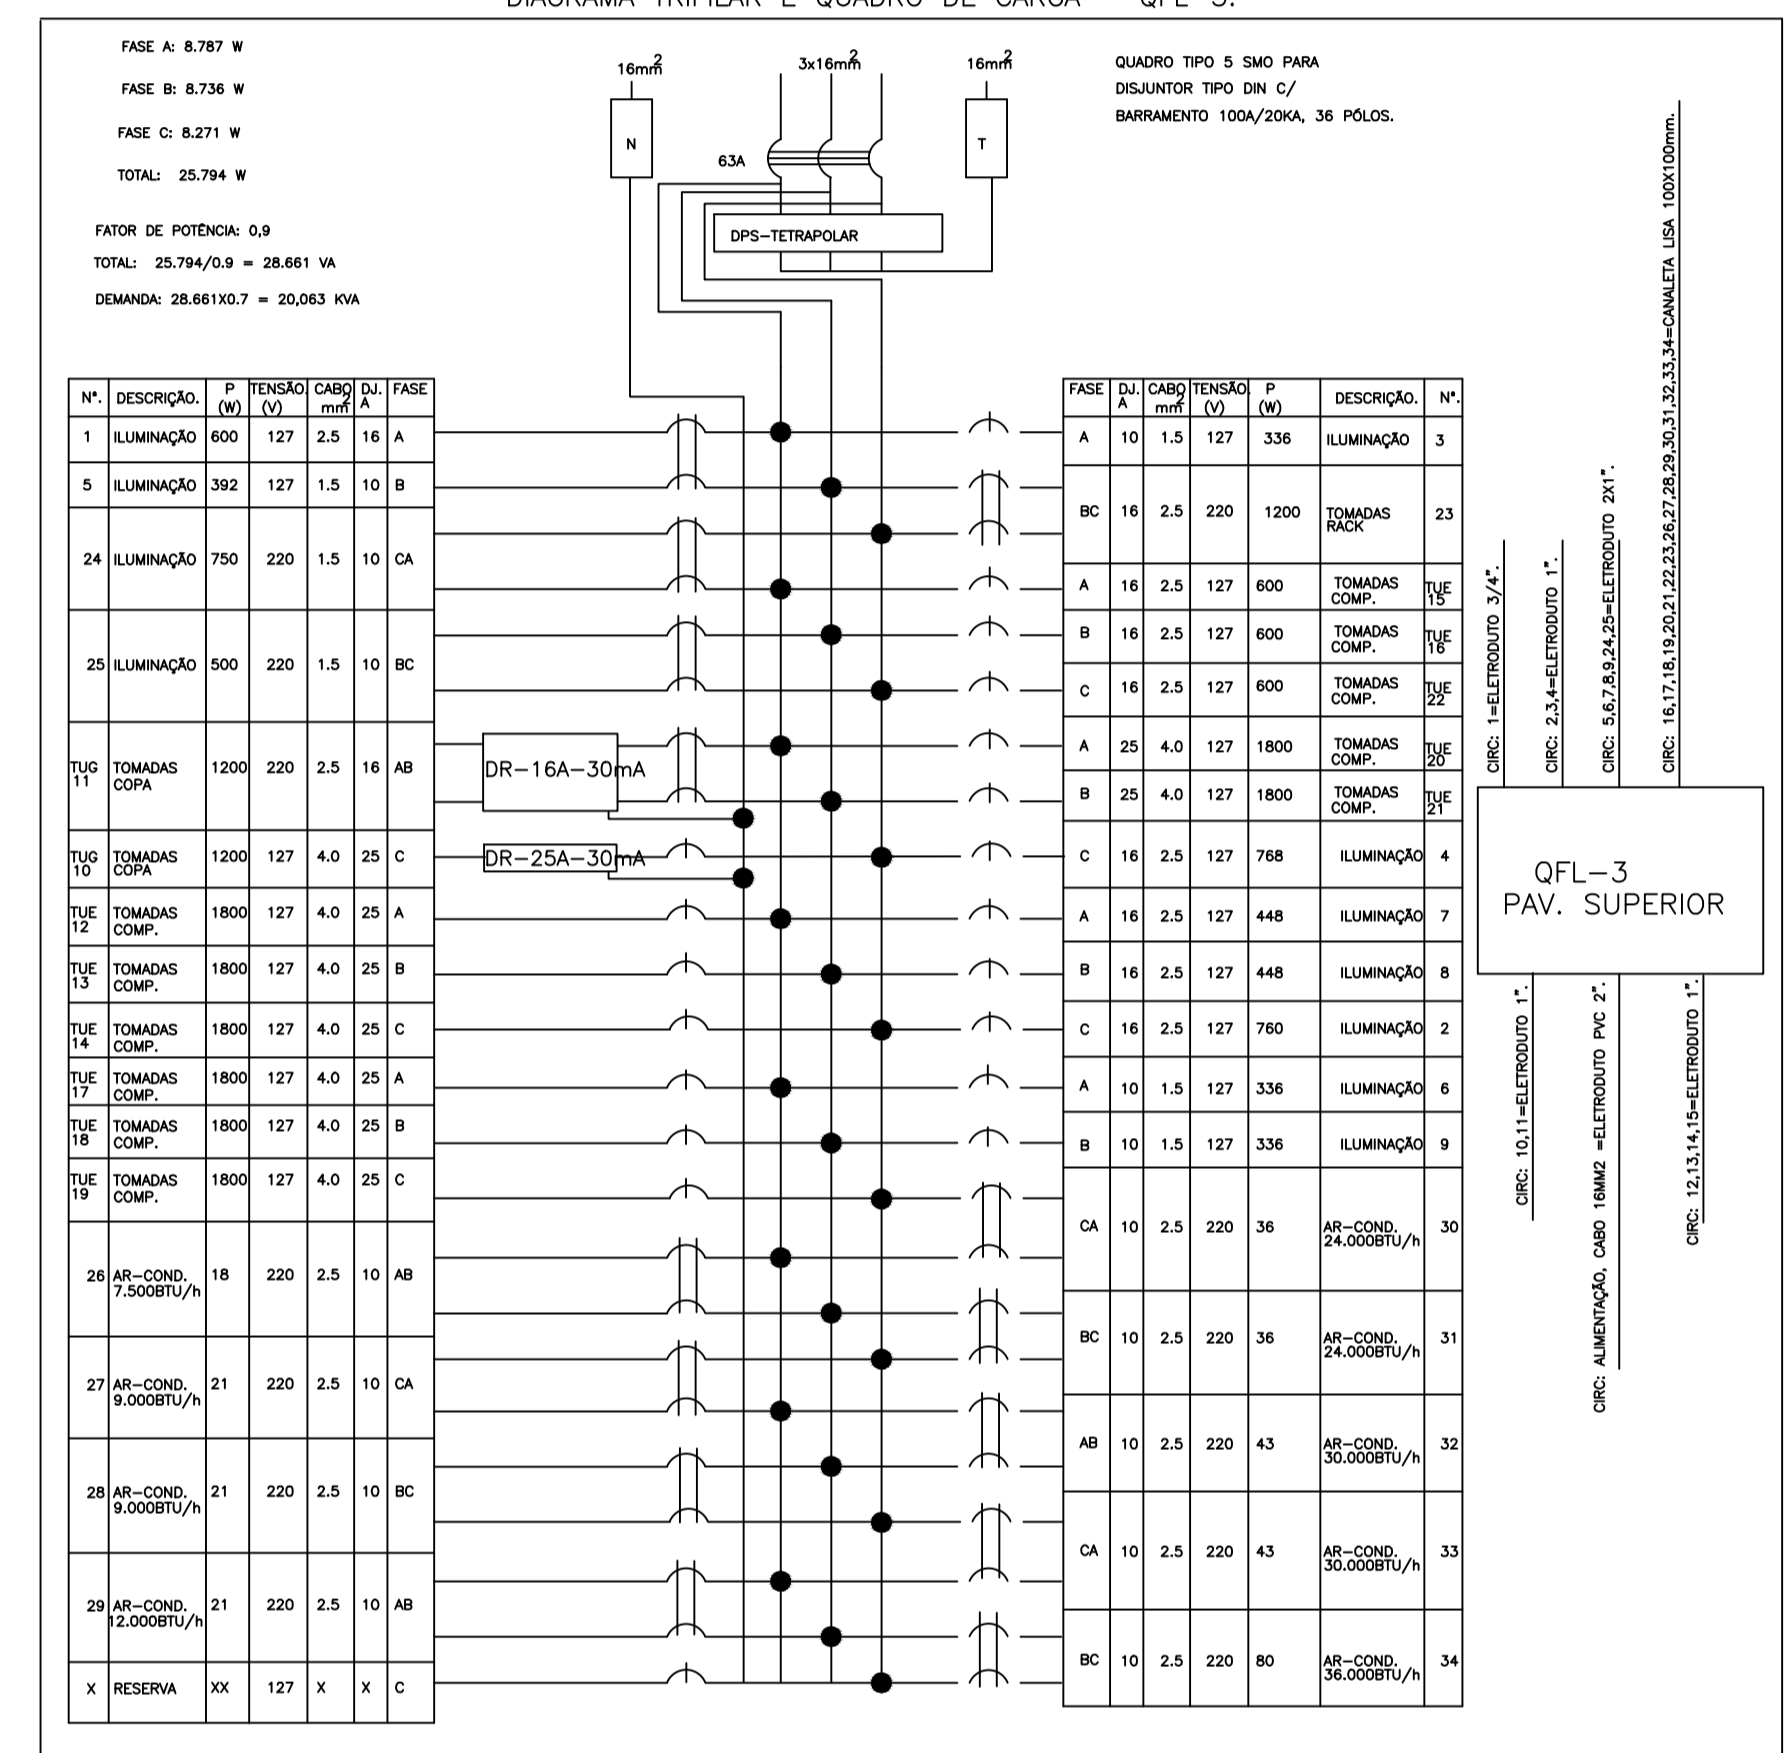 DIAGRAMA TRIFILAR E QUADRO DE CARGA - QFL-3.
FASE A: 8.787 W
FASE B: 8.736 W
FASE C: 8.271 W
TOTAL: 25.794 W
FATOR DE POTÊNCIA: 0,9
TOTAL: 25.794/0.9 = 28.661 VA
DEMANDA: 28.661X0.7 = 20,063 KVA
16mm2
3x16mm2
16mm2
N
63A
T
DPS-TETRAPOLAR
QUADRO TIPO 5 SMO PARA
DISJUNTOR TIPO DIN C/
BARRAMENTO 100A/20KA, 36 PÓLOS.
Nº. DESCRIÇÃO. P (W) TENSÃO. (V) CABO mm2 DJ. A FASE
1 ILUMINAÇÃO 600 127 2.5 16 A
5 ILUMINAÇÃO 392 127 1.5 10 B
24 ILUMINAÇÃO 750 220 1.5 10 CA
25 ILUMINAÇÃO 500 220 1.5 10 BC
TUG 11 TOMADAS COPA 1200 220 2.5 16 AB
TUG 10 TOMADAS COPA 1200 127 4.0 25 C
TUE 12 TOMADAS COMP. 1800 127 4.0 25 A
TUE 13 TOMADAS COMP. 1800 127 4.0 25 B
TUE 14 TOMADAS COMP. 1800 127 4.0 25 C
TUE 17 TOMADAS COMP. 1800 127 4.0 25 A
TUE 18 TOMADAS COMP. 1800 127 4.0 25 B
TUE 19 TOMADAS COMP. 1800 127 4.0 25 C
26 AR-COND. 7.500BTU/h 18 220 2.5 10 AB
27 AR-COND. 9.000BTU/h 21 220 2.5 10 CA
28 AR-COND. 9.000BTU/h 21 220 2.5 10 BC
29 AR-COND. 12.000BTU/h 21 220 2.5 10 AB
X RESERVA XX 127 X X C
DR-16A-30mA
DR-25A-30mA
FASE DJ. A CABO mm2 TENSÃO. (V) P (W) DESCRIÇÃO. Nº.
A 10 1.5 127 336 ILUMINAÇÃO 3
BC 16 2.5 220 1200 TOMADAS RACK 23
A 16 2.5 127 600 TOMADAS COMP. TUE 15
B 16 2.5 127 600 TOMADAS COMP. TUE 16
C 16 2.5 127 600 TOMADAS COMP. TUE 22
A 25 4.0 127 1800 TOMADAS COMP. TUE 20
B 25 4.0 127 1800 TOMADAS COMP. TUE 21
C 16 2.5 127 768 ILUMINAÇÃO 4
A 16 2.5 127 448 ILUMINAÇÃO 7
B 16 2.5 127 448 ILUMINAÇÃO 8
C 16 2.5 127 760 ILUMINAÇÃO 2
A 10 1.5 127 336 ILUMINAÇÃO 6
B 10 1.5 127 336 ILUMINAÇÃO 9
CA 10 2.5 220 36 AR-COND. 24.000BTU/h 30
BC 10 2.5 220 36 AR-COND. 24.000BTU/h 31
AB 10 2.5 220 43 AR-COND. 30.000BTU/h 32
CA 10 2.5 220 43 AR-COND. 30.000BTU/h 33
BC 10 2.5 220 80 AR-COND. 36.000BTU/h 34
CIRC: 1=ELETRODUTO 3/4".
CIRC: 2,3,4=ELETRODUTO 1".
CIRC: 5,6,7,8,9,24,25=ELETRODUTO 2X1".
CIRC: 16,17,18,19,20,21,22,23,26,27,28,29,30,31,32,33,34=CANALETA LISA 100X100mm.
QFL-3
PAV. SUPERIOR
CIRC: 10,11=ELETRODUTO 1".
CIRC: ALIMENTAÇÃO, CABO 16MM2 =ELETRODUTO PVC 2".
CIRC: 12,13,14,15=ELETRODUTO 1".